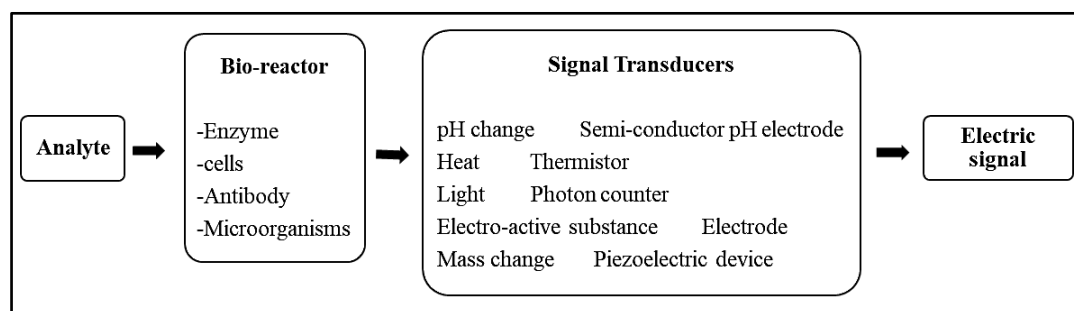 Analyte
Bio-reactor
-Enzyme
-cells
-Antibody
-Microorganisms
Signal Transducers
pH change Semi-conductor pH electrode
Heat Thermistor
Light Photon counter
Electro-active substance Electrode
Mass change Piezoelectric device
Electric
signal